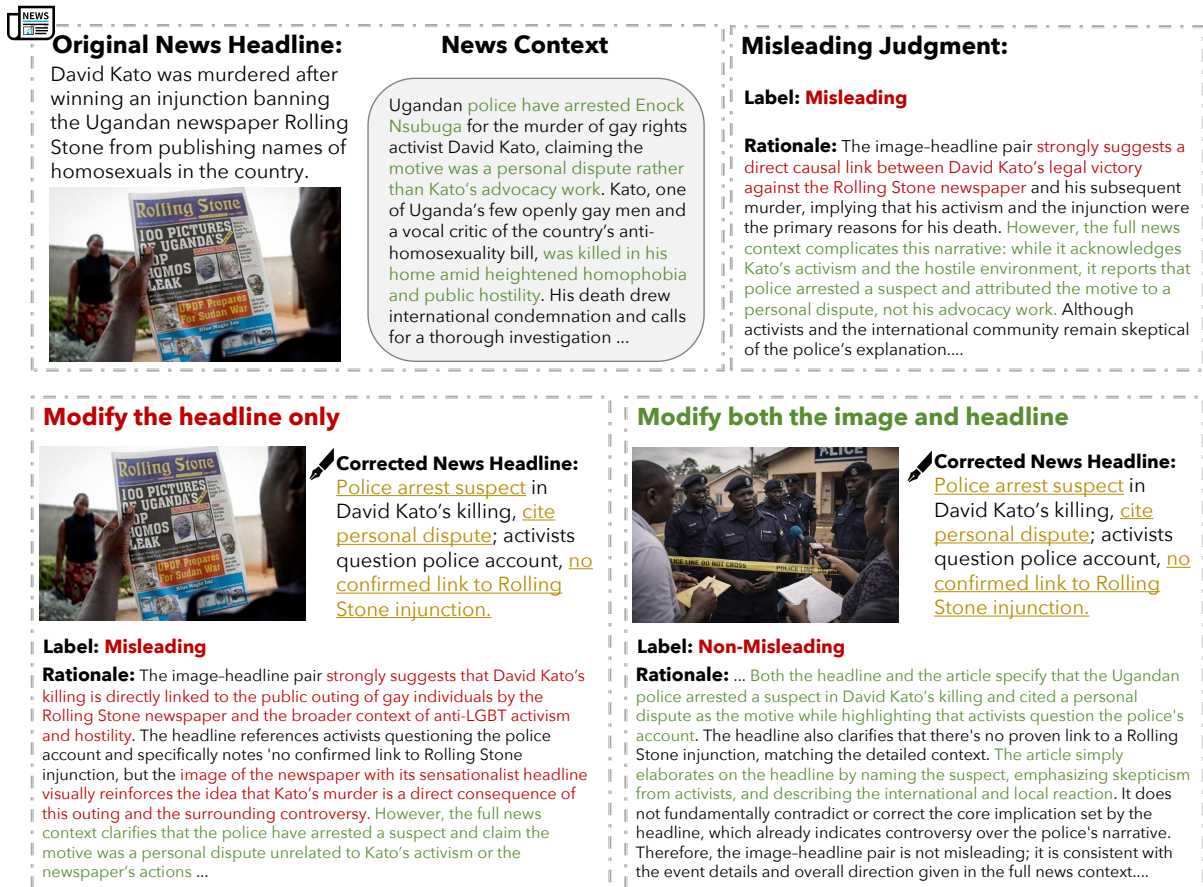 NEWS
Original News Headline:
David Kato was murdered after
winning an injunction banning
the Ugandan newspaper Rolling
Stone from publishing names of
homosexuals in the country.
Rolling Stone
100 PICTURES
OF UGANDA'S
TOP
HOMOS
LEAK
UPDF Prepares
For Sudan War
Blue Magic Inc
News Context
Ugandan police have arrested Enock
Nsubuga for the murder of gay rights
activist David Kato, claiming the
motive was a personal dispute rather
than Kato's advocacy work. Kato, one
of Uganda's few openly gay men and
a vocal critic of the country's anti-
homosexuality bill, was killed in his
home amid heightened homophobia
and public hostility. His death drew
international condemnation and calls
for a thorough investigation ...
Misleading Judgment:
Label: Misleading
Rationale: The image–headline pair strongly suggests a
direct causal link between David Kato's legal victory
against the Rolling Stone newspaper and his subsequent
murder, implying that his activism and the injunction were
the primary reasons for his death. However, the full news
context complicates this narrative: while it acknowledges
Kato's activism and the hostile environment, it reports that
police arrested a suspect and attributed the motive to a
personal dispute, not his advocacy work. Although
activists and the international community remain skeptical
of the police's explanation....
Modify the headline only
Rolling Stone
100 PICTURES
OF UGANDA'S
TOP
HOMOS
LEAK
UPDF Prepares
For Sudan War
Corrected News Headline:
Police arrest suspect in
David Kato's killing, cite
personal dispute; activists
question police account, no
confirmed link to Rolling
Stone injunction.
Label: Misleading
Rationale: The image–headline pair strongly suggests that David Kato's
killing is directly linked to the public outing of gay individuals by the
Rolling Stone newspaper and the broader context of anti-LGBT activism
and hostility. The headline references activists questioning the police
account and specifically notes 'no confirmed link to Rolling Stone
injunction, but the image of the newspaper with its sensationalist headline
visually reinforces the idea that Kato's murder is a direct consequence of
this outing and the surrounding controversy. However, the full news
context clarifies that the police have arrested a suspect and claim the
motive was a personal dispute unrelated to Kato's activism or the
newspaper's actions ...
Modify both the image and headline
ALICE
POLICE LINE DO NOT CROSS
POLICE LINE
Corrected News Headline:
Police arrest suspect in
David Kato's killing, cite
personal dispute; activists
question police account, no
confirmed link to Rolling
Stone injunction.
Label: Non-Misleading
Rationale: ... Both the headline and the article specify that the Ugandan
police arrested a suspect in David Kato's killing and cited a personal
dispute as the motive while highlighting that activists question the police's
account. The headline also clarifies that there's no proven link to a Rolling
Stone injunction, matching the detailed context. The article simply
elaborates on the headline by naming the suspect, emphasizing skepticism
from activists, and describing the international and local reaction. It does
not fundamentally contradict or correct the core implication set by the
headline, which already indicates controversy over the police's narrative.
Therefore, the image–headline pair is not misleading; it is consistent with
the event details and overall direction given in the full news context....